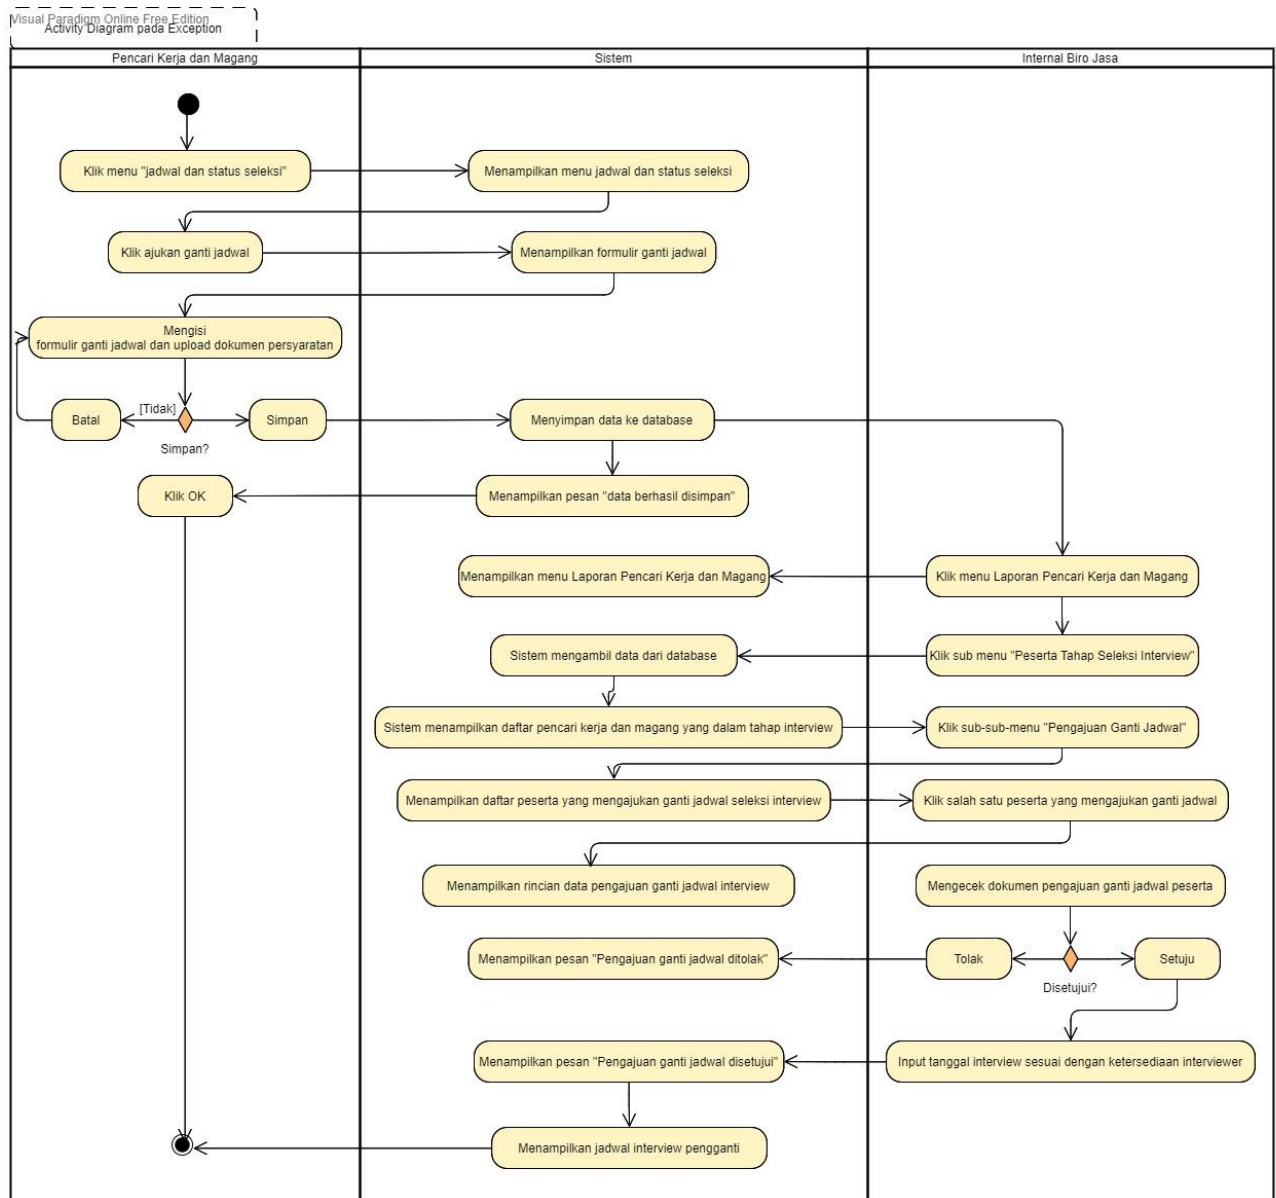 Visual Paradigm Online Free Edition
Activity Diagram pada Exception
Pencari Kerja dan Magang
Sistem
Internal Biro Jasa
Klik menu "jadwal dan status seleksi"
Menampilkan menu jadwal dan status seleksi
Klik ajukan ganti jadwal
Menampilkan formulir ganti jadwal
Mengisi
formulir ganti jadwal dan upload dokumen persyaratan
Batal
[Tidak]
Simpan
Simpan?
Menyimpan data ke database
Klik OK
Menampilkan pesan "data berhasil disimpan"
Menampilkan menu Laporan Pencari Kerja dan Magang
Klik menu Laporan Pencari Kerja dan Magang
Sistem mengambil data dari database
Klik sub menu "Peserta Tahap Seleksi Interview"
Sistem menampilkan daftar pencari kerja dan magang yang dalam tahap interview
Klik sub-sub-menu "Pengajuan Ganti Jadwal"
Menampilkan daftar peserta yang mengajukan ganti jadwal seleksi interview
Klik salah satu peserta yang mengajukan ganti jadwal
Menampilkan rincian data pengajuan ganti jadwal interview
Mengecek dokumen pengajuan ganti jadwal peserta
Menampilkan pesan "Pengajuan ganti jadwal ditolak"
Tolak
Setuju
Disetujui?
Menampilkan pesan "Pengajuan ganti jadwal disetujui"
Input tanggal interview sesuai dengan ketersediaan interviewer
Menampilkan jadwal interview pengganti